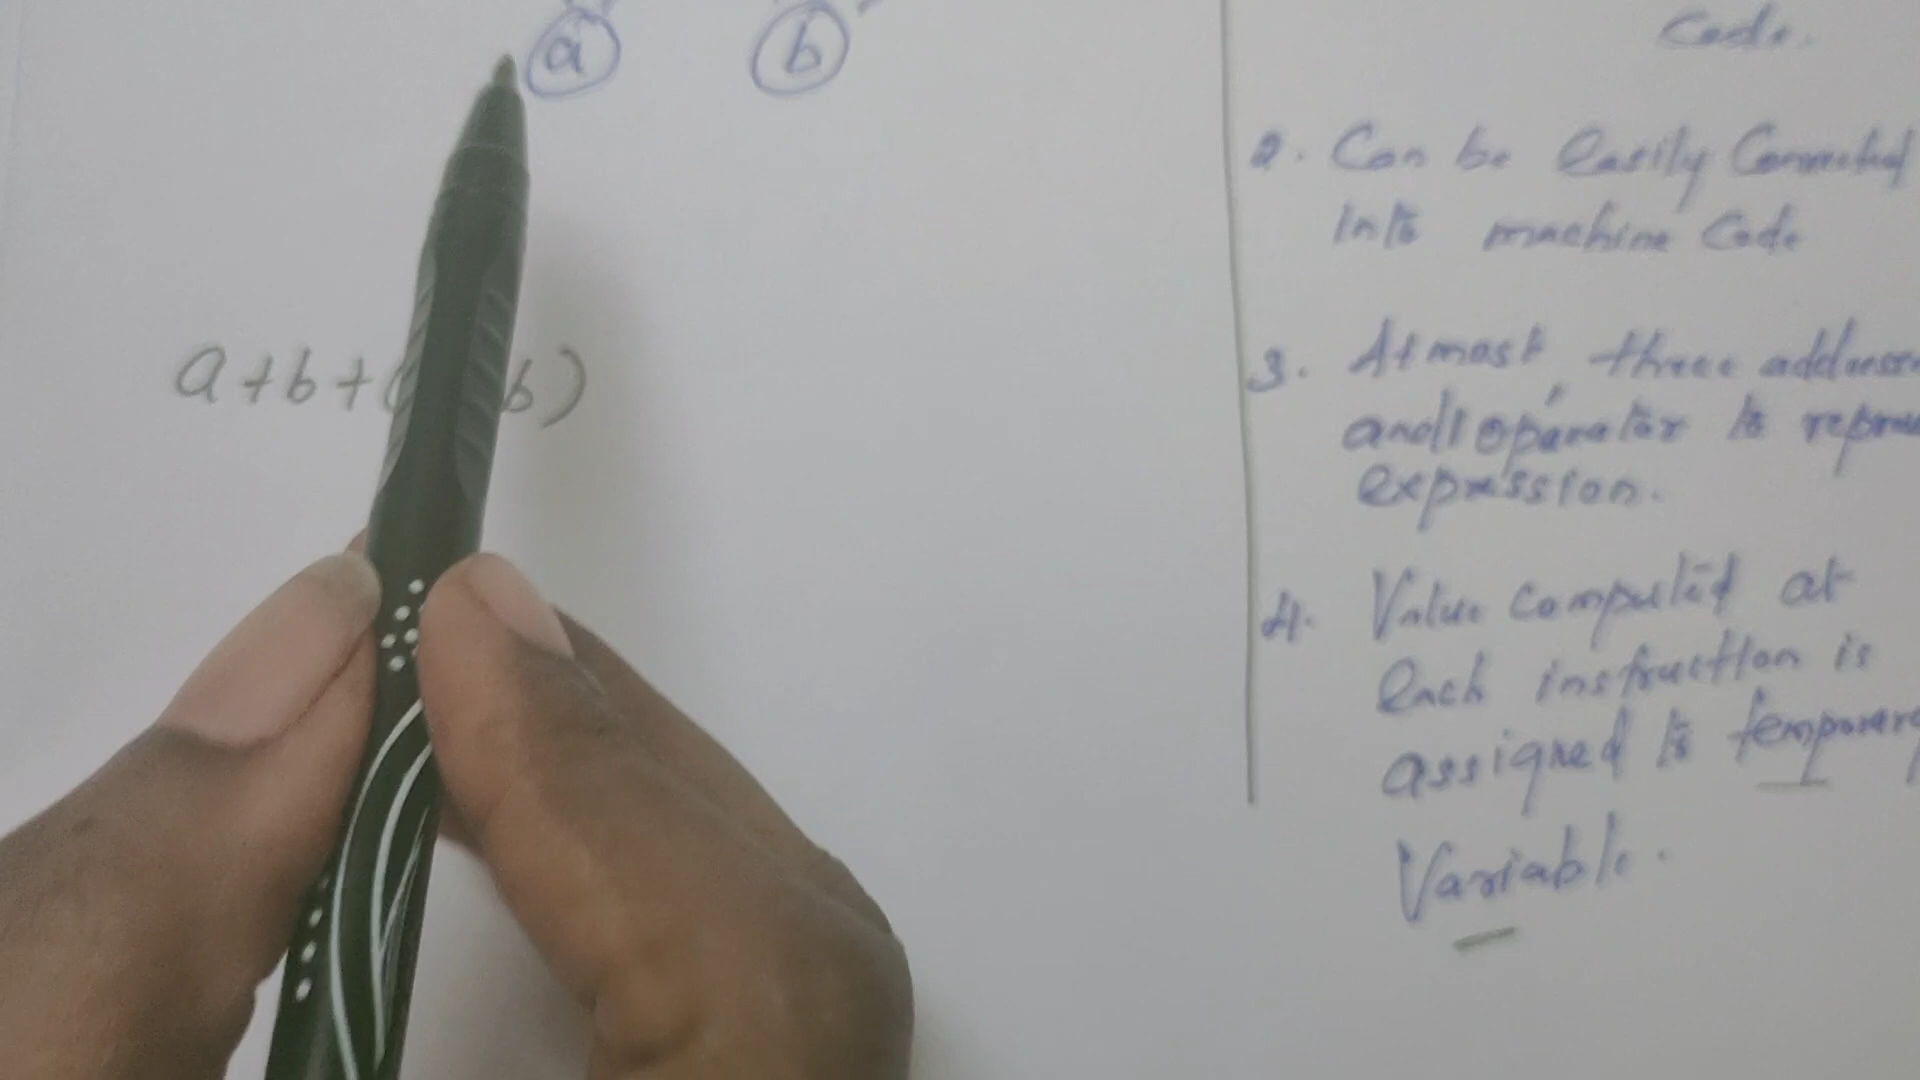 a b
a+b+( b)
Code.
2. Can be easily Converted
into machine Code
3. Atmost three
and 1 operator to
expression.
4. Value computed at
each instruction is
assigned to temporary
Variable.